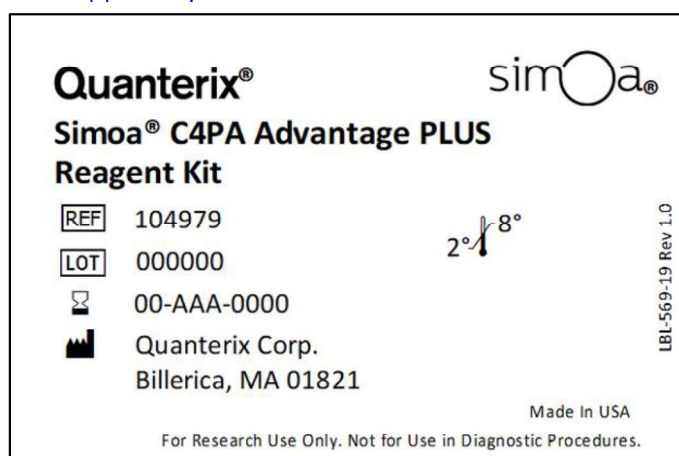 Quanterix®
simoa®
Simoa® C4PA Advantage PLUS
Reagent Kit
REF 104979
LOT 000000
00-AAA-0000
Quanterix Corp.
Billerica, MA 01821
2° 8°
LBL-569-19 Rev 1.0
Made In USA
For Research Use Only. Not for Use in Diagnostic Procedures.